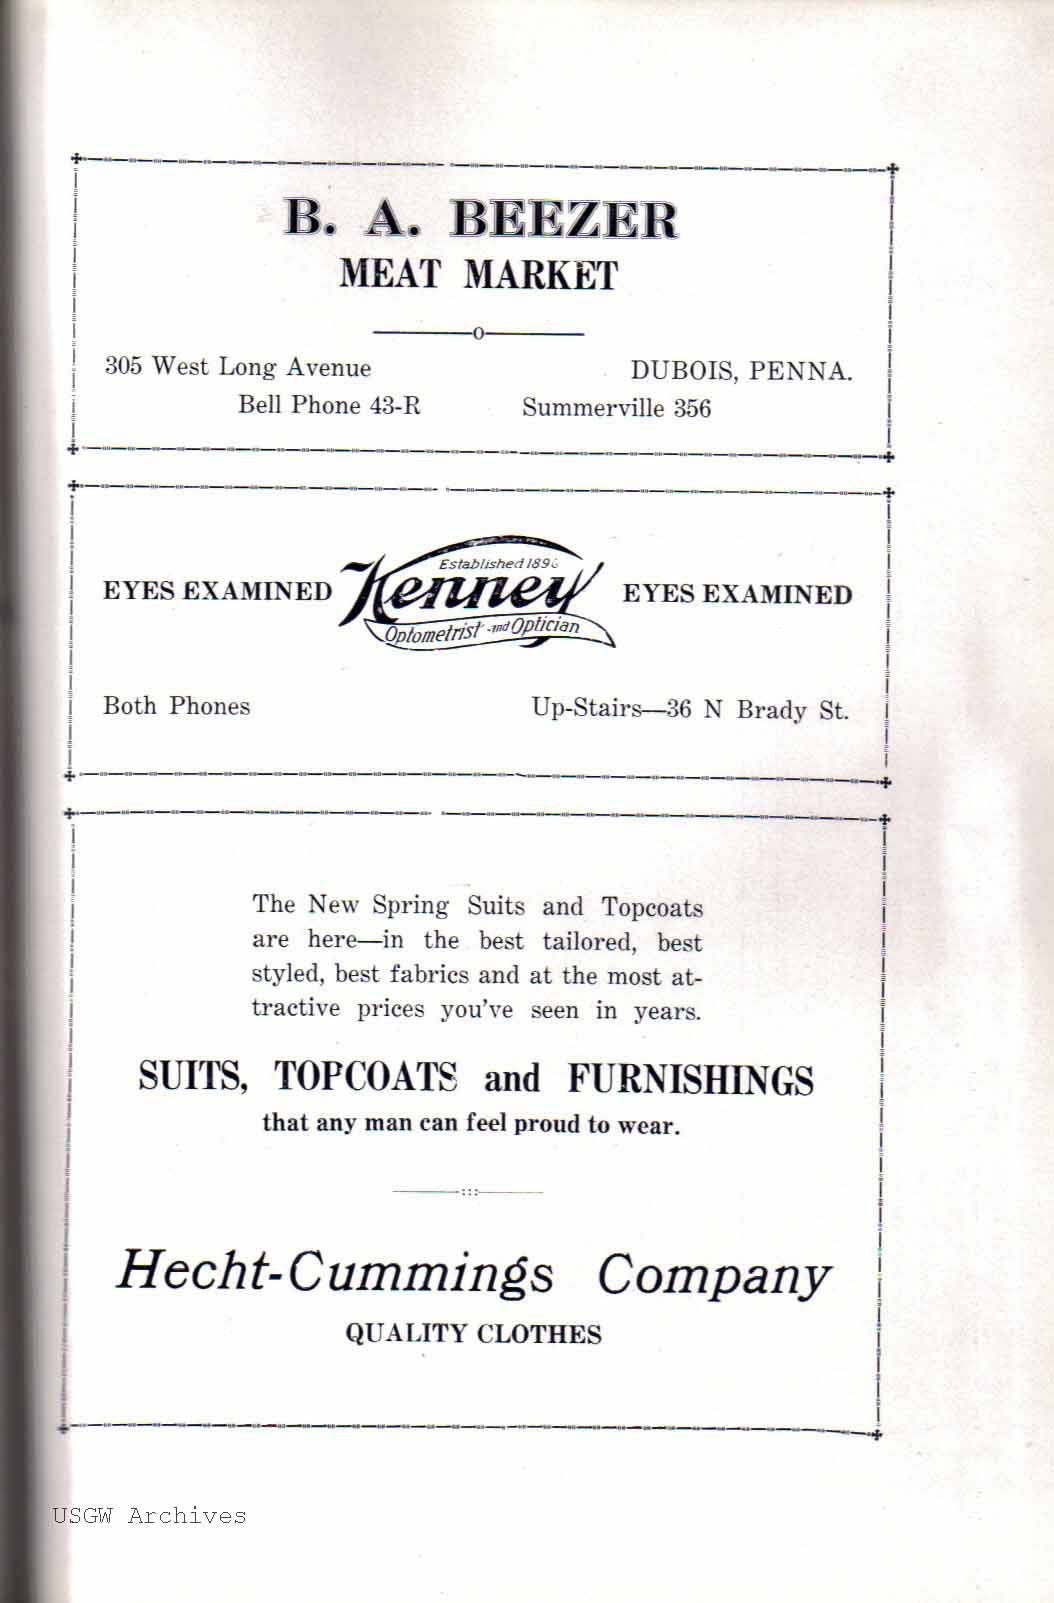 B. A. BEEZER
MEAT MARKET
305 West Long Avenue DUBOIS, PENNA.
Bell Phone 43-R Summerville 356
Established
EYES EXAMINED Kenney EYES EXAMINED
Optometrist and Optician
Both Phones Up-Stairs—36 N Brady St.
The New Spring Suits and Topcoats
are here—in the best tailored, best
styled, best fabrics and at the most at-
tractive prices you've seen in years.
SUITS, TOPCOATS and FURNISHINGS
that any man can feel proud to wear.
Hecht-Cummings Company
QUALITY CLOTHES
USGW Archives